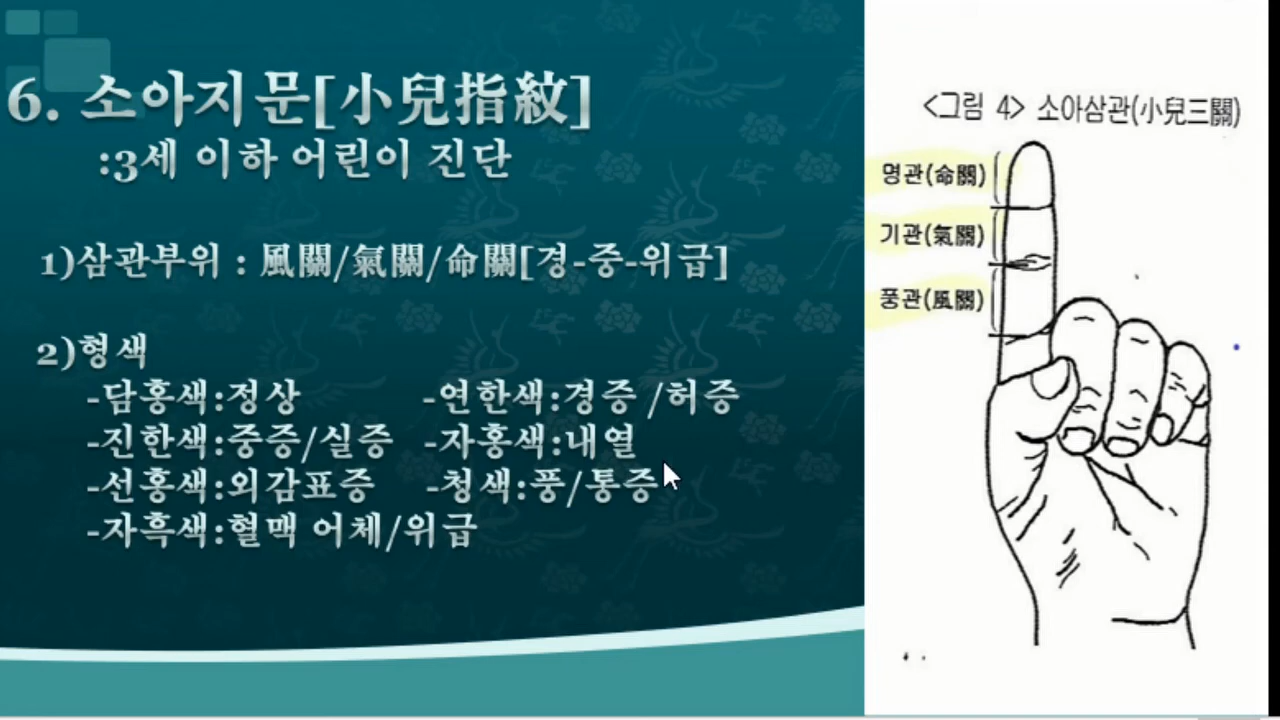 6. 소아지문[小兒指紋]
:3세 이하 어린이 진단
1)삼관부위 : 風關/氣關/命關[경-중-위급]
2)형색
-담홍색:정상 -연한색:경증 /허증
-진한색:중증/실증 -자홍색:내열
-선홍색:외감표증 -청색:풍/통증
-자흑색:혈맥 어체/위급
<그림 4> 소아삼관(小兒三關)
명관(命關)
기관(氣關)
풍관(風關)